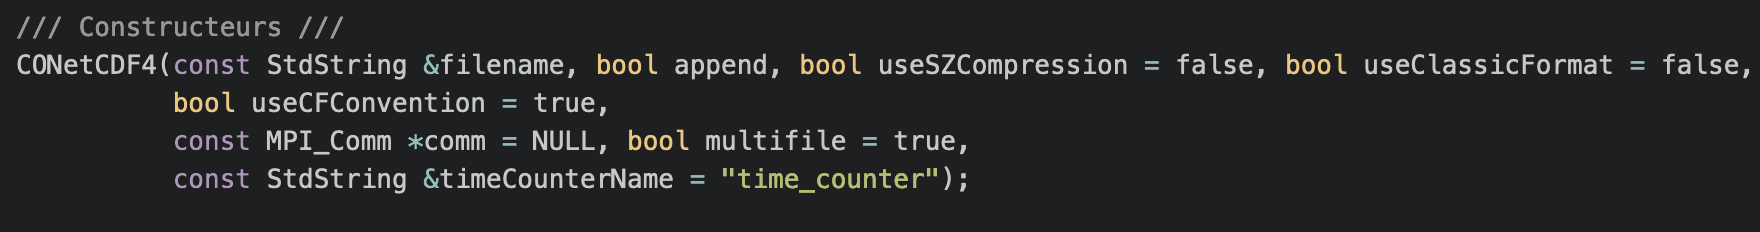 /// Constructeurs ///
CONetCDF4(const StdString &filename, bool append, bool useSZCompression = false, bool useClassicFormat = false,
bool useCFConvention = true,
const MPI_Comm *comm = NULL, bool multifile = true,
const StdString &timeCounterName = "time_counter");